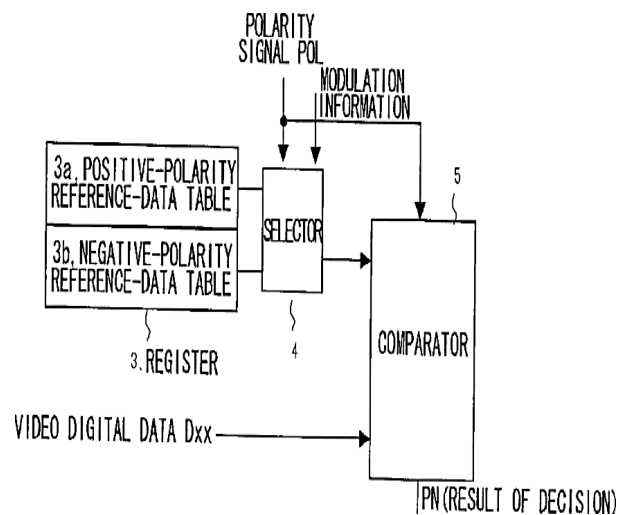 POLARITY
SIGNAL POL
MODULATION
INFORMATION
3a. POSITIVE-POLARITY
REFERENCE-DATA TABLE
3b. NEGATIVE-POLARITY
REFERENCE-DATA TABLE
SELECTOR
5
4
3. REGISTER
COMPARATOR
VIDEO DIGITAL DATA Dxx
PN(RESULT OF DECISION)